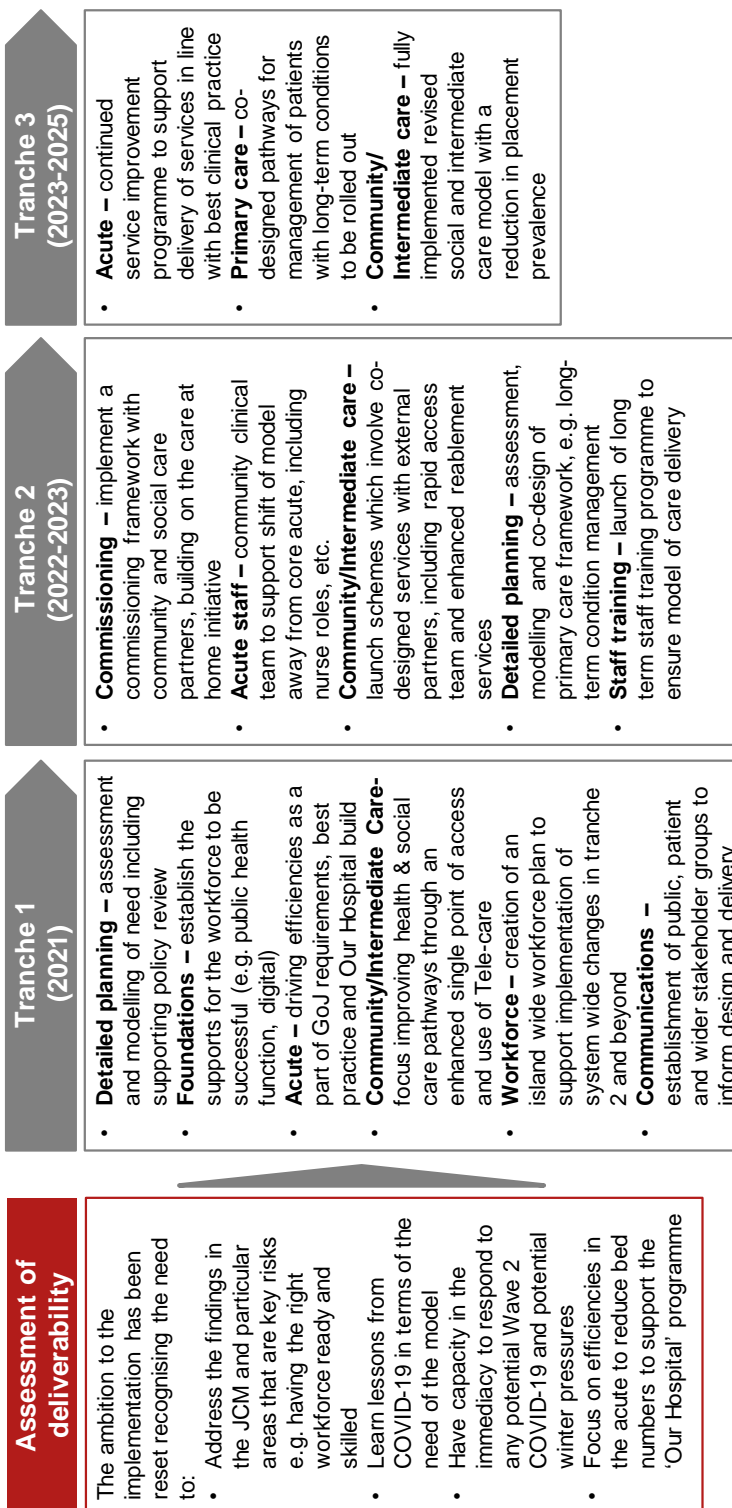 Assessment of
deliverability
The ambition to the
implementation has been
reset recognising the need
to:
• Address the findings in
the JCM and particular
areas that are key risks
e.g. having the right
workforce ready and
skilled
• Learn lessons from
COVID-19 in terms of the
need of the model
• Have capacity in the
immediacy to respond to
any potential Wave 2
COVID-19 and potential
winter pressures
• Focus on efficiencies in
the acute to reduce bed
numbers to support the
‘Our Hospital’ programme
Tranche 1
(2021)
• Detailed planning – assessment
and modelling of need including
supporting policy review
• Foundations – establish the
supports for the workforce to be
successful (e.g. public health
function, digital)
• Acute – driving efficiencies as a
part of GoJ requirements, best
practice and Our Hospital build
• Community/Intermediate Care-
focus improving health & social
care pathways through an
enhanced single point of access
and use of Tele-care
• Workforce – creation of an
island wide workforce plan to
support implementation of
system wide changes in tranche
2 and beyond
• Communications –
establishment of public, patient
and wider stakeholder groups to
inform design and delivery
Tranche 2
(2022-2023)
• Commissioning – implement a
commissioning framework with
community and social care
partners, building on the care at
home initiative
• Acute staff – community clinical
team to support shift of model
away from core acute, including
nurse roles, etc.
• Community/Intermediate care –
launch schemes which involve co-
designed services with external
partners, including rapid access
team and enhanced reablement
services
• Detailed planning – assessment,
modelling and co-design of
primary care framework, e.g. long-
term condition management
• Staff training – launch of long
term staff training programme to
ensure model of care delivery
Tranche 3
(2023-2025)
• Acute – continued
service improvement
programme to support
delivery of services in line
with best clinical practice
• Primary care – co-
designed pathways for
management of patients
with long-term conditions
to be rolled out
• Community/
Intermediate care – fully
implemented revised
social and intermediate
care model with a
reduction in placement
prevalence